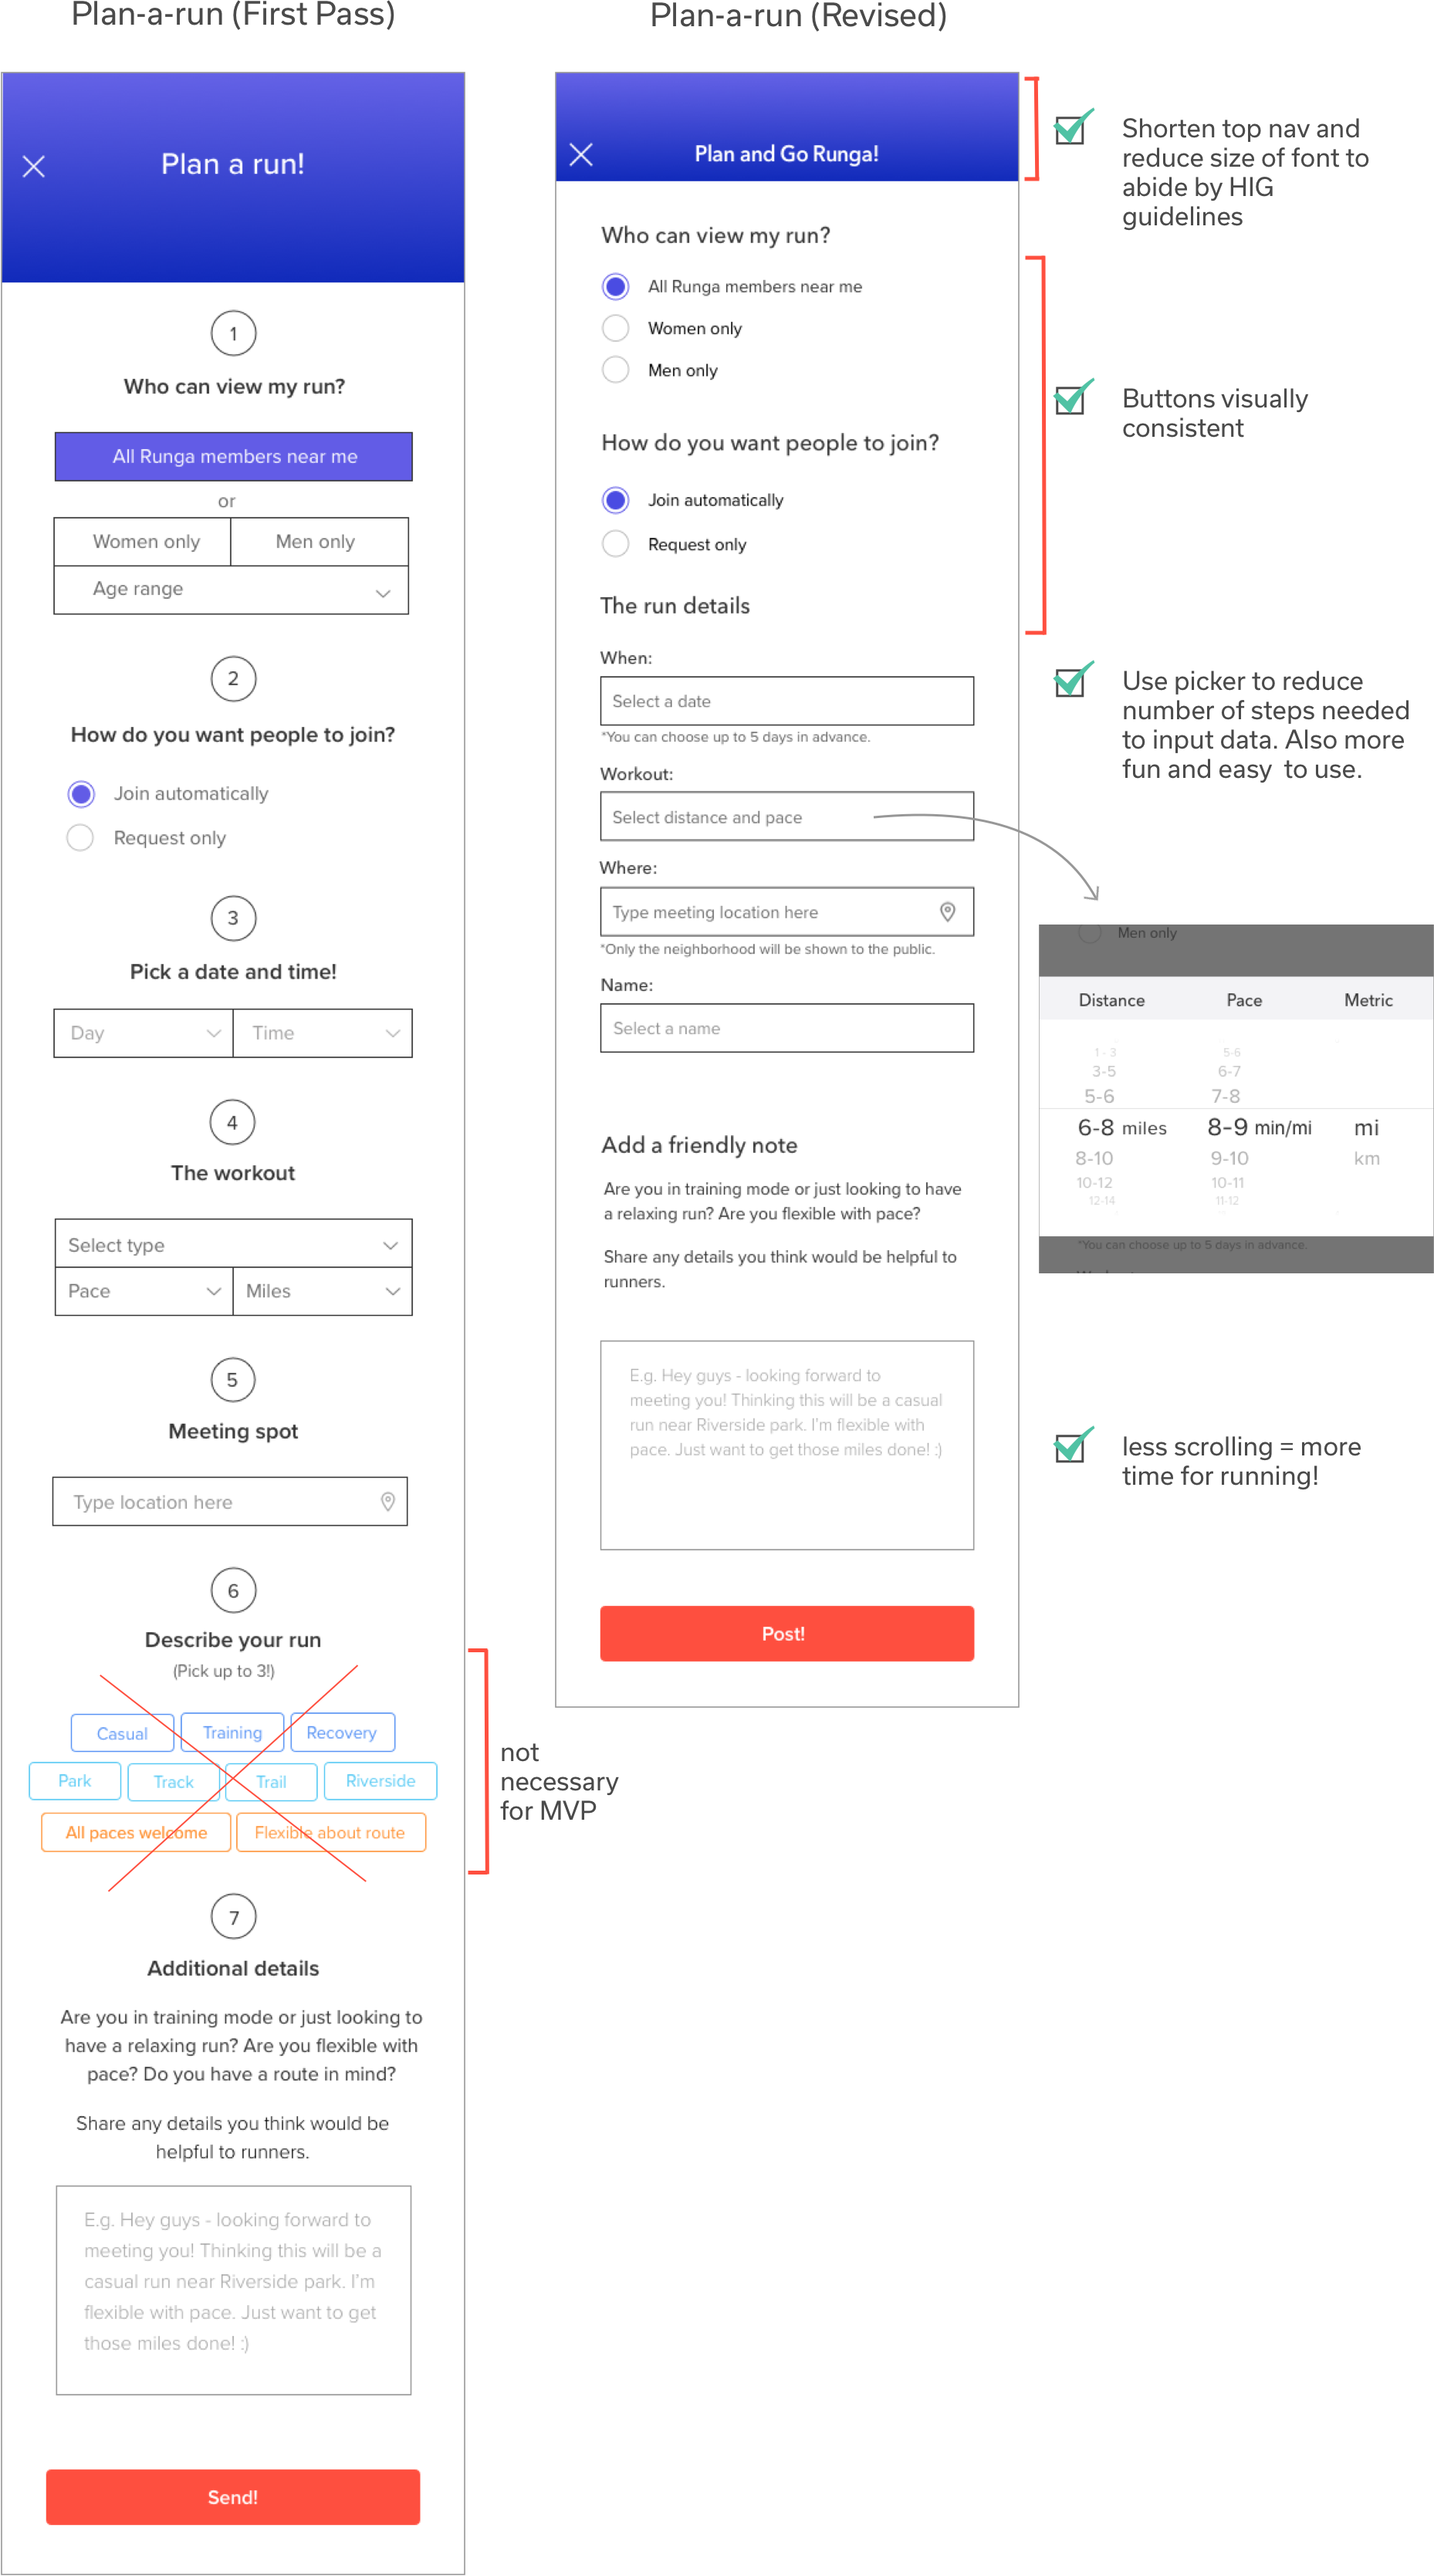 Plan-a-run (First Pass)
Plan a run!
1
Who can view my run?
All Runga members near me
or
Women only
Men only
Age range
2
How do you want people to join?
Join automatically
Request only
3
Pick a date and time!
Day
Time
4
The workout
Select type
Pace
Miles
5
Meeting spot
Type location here
6
Describe your run
(Pick up to 3!)
Casual
Training
Recovery
Park
Track
Trail
Riverside
All paces welcome
Flexible about route
not
necessary
for MVP
7
Additional details
Are you in training mode or just looking to
have a relaxing run? Are you flexible with
pace? Do you have a route in mind?
Share any details you think would be
helpful to runners.
E.g. Hey guys - looking forward to
meeting you! Thinking this will be a
casual run near Riverside park. I'm
flexible with pace. Just want to get
those miles done! :)
Send!
Plan-a-run (Revised)
Plan and Go Runga!
Who can view my run?
All Runga members near me
Women only
Men only
How do you want people to join?
Join automatically
Request only
The run details
When:
Select a date
*You can choose up to 5 days in advance.
Workout:
Select distance and pace
Where:
Type meeting location here
*Only the neighborhood will be shown to the public.
Name:
Select a name
Add a friendly note
Are you in training mode or just looking to have
a relaxing run? Are you flexible with pace?
Share any details you think would be helpful to
runners.
E.g. Hey guys - looking forward to
meeting you! Thinking this will be a casual
run near Riverside park. I'm flexible with
pace. Just want to get those miles done! :)
Post!
Shorten top nav and
reduce size of font to
abide by HIG
guidelines
Buttons visually
consistent
Use picker to reduce
number of steps needed
to input data. Also more
fun and easy to use.
Men only
Distance Pace Metric
1 - 3 5-6
3-5 6-7
5-6 7-8
6-8 miles 8-9 min/mi mi
8-10 9-10 km
10-12 10-11
12-14 11-12
*You can choose up to 5 days in advance.
less scrolling = more
time for running!